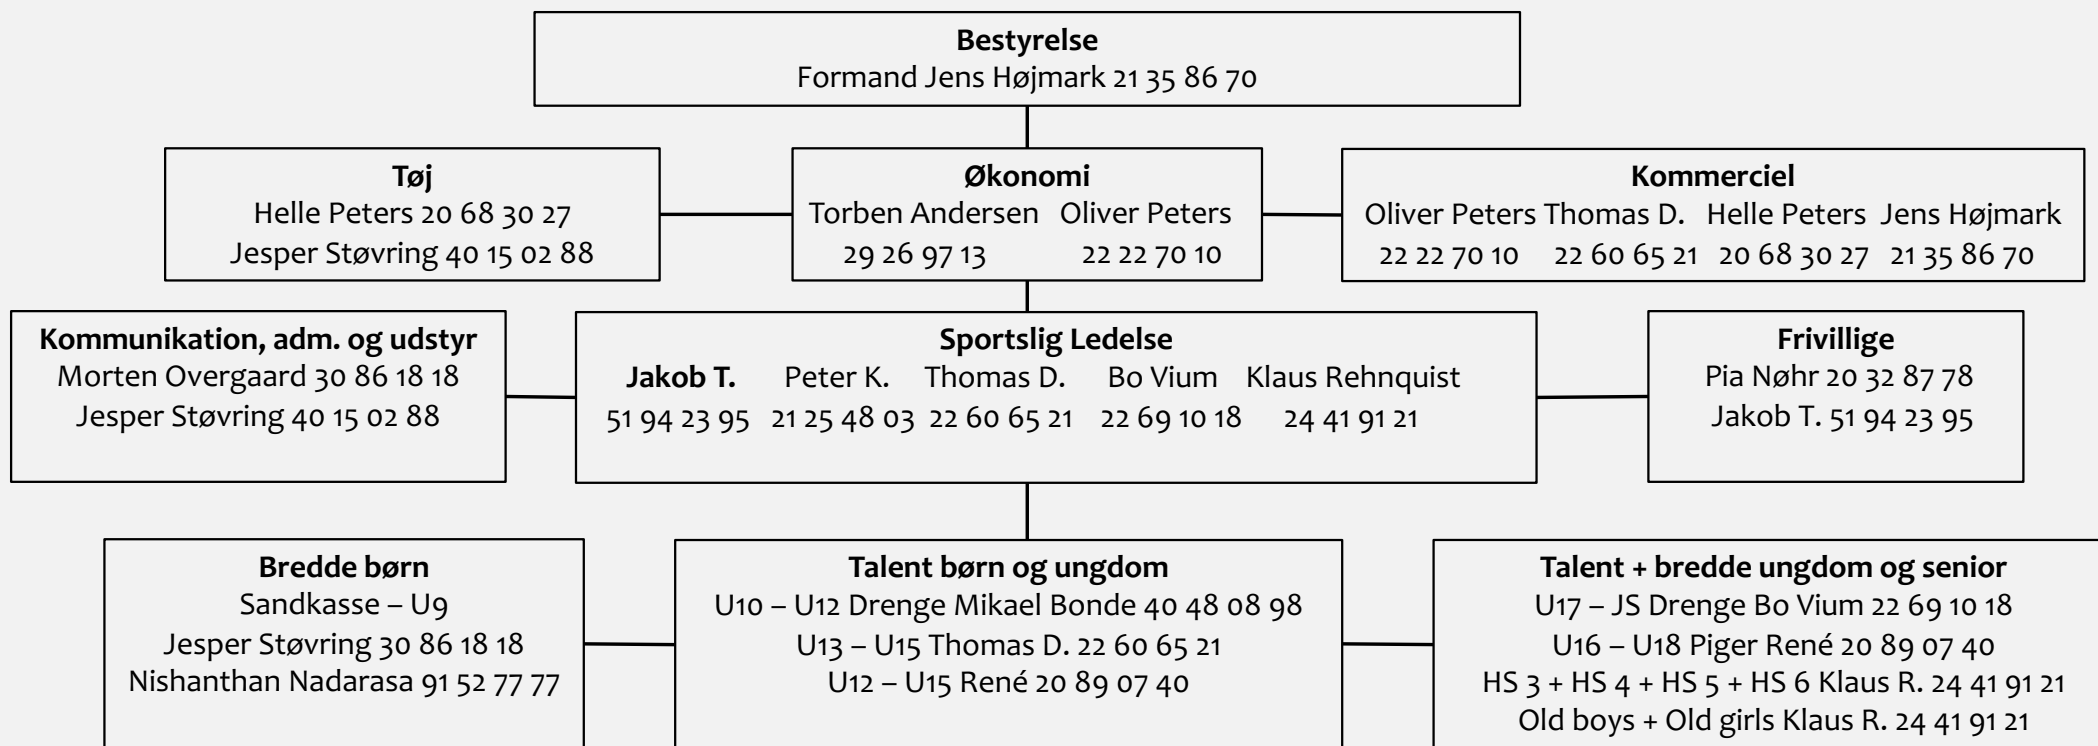 Bestyrelse
Formand Jens Højmark 21 35 86 70
Tøj
Helle Peters 20 68 30 27
Jesper Støvring 40 15 02 88
Økonomi
Torben Andersen Oliver Peters
29 26 97 13 22 22 70 10
Kommerciel
Oliver Peters Thomas D. Helle Peters Jens Højmark
22 22 70 10 22 60 65 21 20 68 30 27 21 35 86 70
Kommunikation, adm. og udstyr
Morten Overgaard 30 86 18 18
Jesper Støvring 40 15 02 88
Sportslig Ledelse
Jakob T. Peter K. Thomas D. Bo Vium Klaus Rehnquist
51 94 23 95 21 25 48 03 22 60 65 21 22 69 10 18 24 41 91 21
Frivillige
Pia Nøhr 20 32 87 78
Jakob T. 51 94 23 95
Bredde børn
Sandkasse – U9
Jesper Støvring 30 86 18 18
Nishanthan Nadarasa 91 52 77 77
Talent børn og ungdom
U10 – U12 Drenge Mikael Bonde 40 48 08 98
U13 – U15 Thomas D. 22 60 65 21
U12 – U15 René 20 89 07 40
Talent + bredde ungdom og senior
U17 – JS Drenge Bo Vium 22 69 10 18
U16 – U18 Piger René 20 89 07 40
HS 3 + HS 4 + HS 5 + HS 6 Klaus R. 24 41 91 21
Old boys + Old girls Klaus R. 24 41 91 21